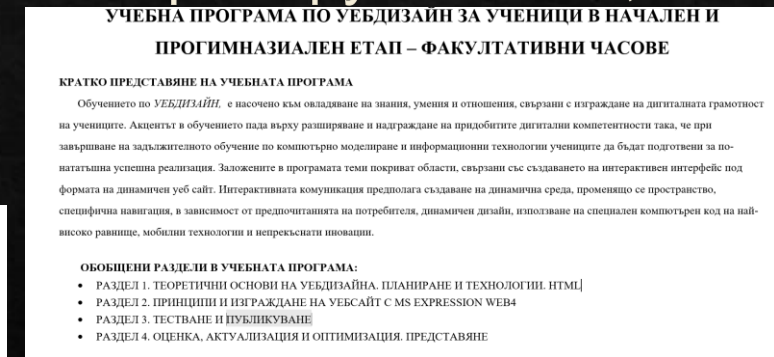 УЧЕБНА ПРОГРАМА ПО УЕБДИЗАЙН ЗА УЧЕНИЦИ В НАЧАЛЕН И
ПРОГИМНАЗИАЛЕН ЕТАП – ФАКУЛТАТИВНИ ЧАСОВЕ
КРАТКО ПРЕДСТАВЯНЕ НА УЧЕБНАТА ПРОГРАМА
Обучението по УЕБДИЗАЙН, е насочено към овладяване на знания, умения и отношения, свързани с изграждане на дигиталната грамотност
на учениците. Акцентът в обучението пада върху разширяване и надграждане на придобитите дигитални компетентности така, че при
завършване на задължителното обучение по компютърно моделиране и информационни технологии учениците да бъдат подготвени за по-
нататъшна успешна реализация. Заложените в програмата теми покриват области, свързани със създаването на интерактивен интерфейс под
формата на динамичен уеб сайт. Интерактивната комуникация предполага създаване на динамична среда, променящо се пространство,
специфична навигация, в зависимост от предпочитанията на потребителя, динамичен дизайн, използване на специален компютърен код на най-
високо равнище, мобилни технологии и непрекъснати иновации.
ОБОБЩЕНИ РАЗДЕЛИ В УЧЕБНАТА ПРОГРАМА:
• РАЗДЕЛ 1. ТЕОРЕТИЧНИ ОСНОВИ НА УЕБДИЗАЙНА. ПЛАНИРАНЕ И ТЕХНОЛОГИИ. HTML
• РАЗДЕЛ 2. ПРИНЦИПИ И ИЗГРАЖДАНЕ НА УЕБСАЙТ С MS EXPRESSION WEB4
• РАЗДЕЛ 3. ТЕСТВАНЕ И ПУБЛИКУВАНЕ
• РАЗДЕЛ 4. ОЦЕНКА, АКТУАЛИЗАЦИЯ И ОПТИМИЗАЦИЯ. ПРЕДСТАВЯНЕ